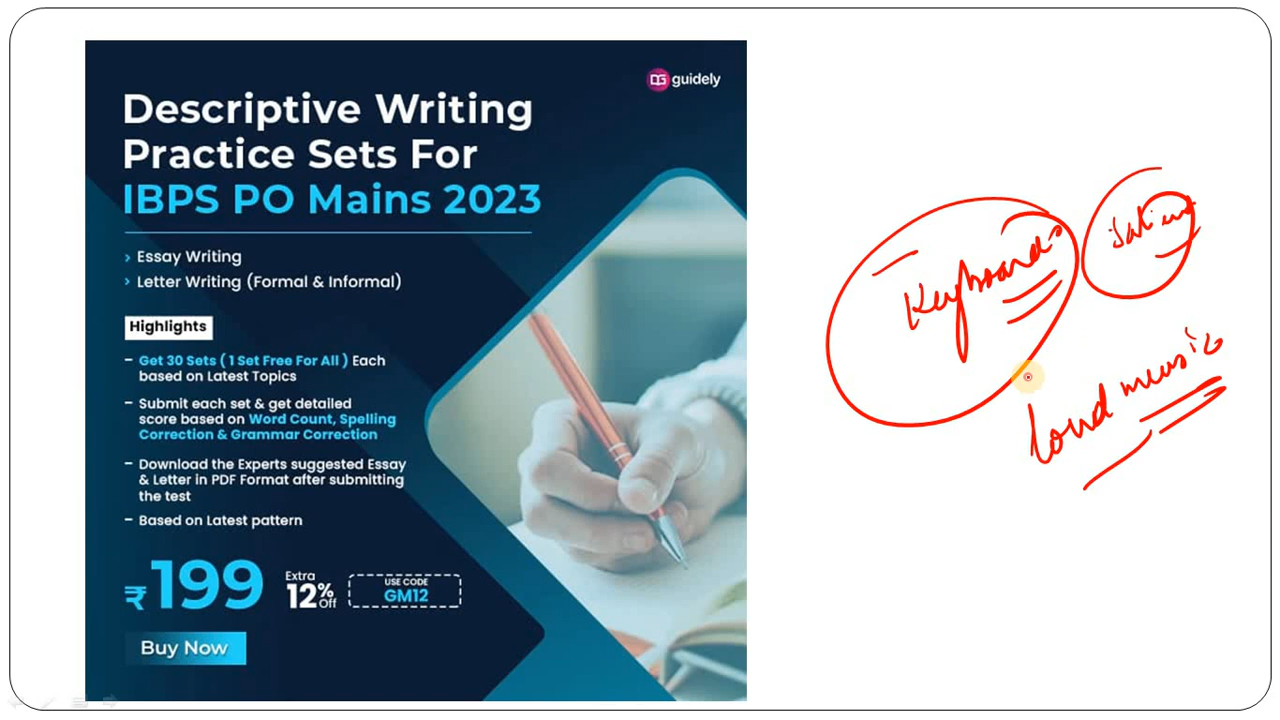 guidely
Descriptive Writing
Practice Sets For
IBPS PO Mains 2023
› Essay Writing
› Letter Writing (Formal & Informal)
Highlights
– Get 30 Sets ( 1 Set Free For All ) Each
based on Latest Topics
– Submit each set & get detailed
score based on Word Count, Spelling
Correction & Grammar Correction
– Download the Experts suggested Essay
& Letter in PDF Format after submitting
the test
– Based on Latest pattern
₹199
Extra
12%
Off
USE CODE
GM12
Buy Now
Keyboards
loud music